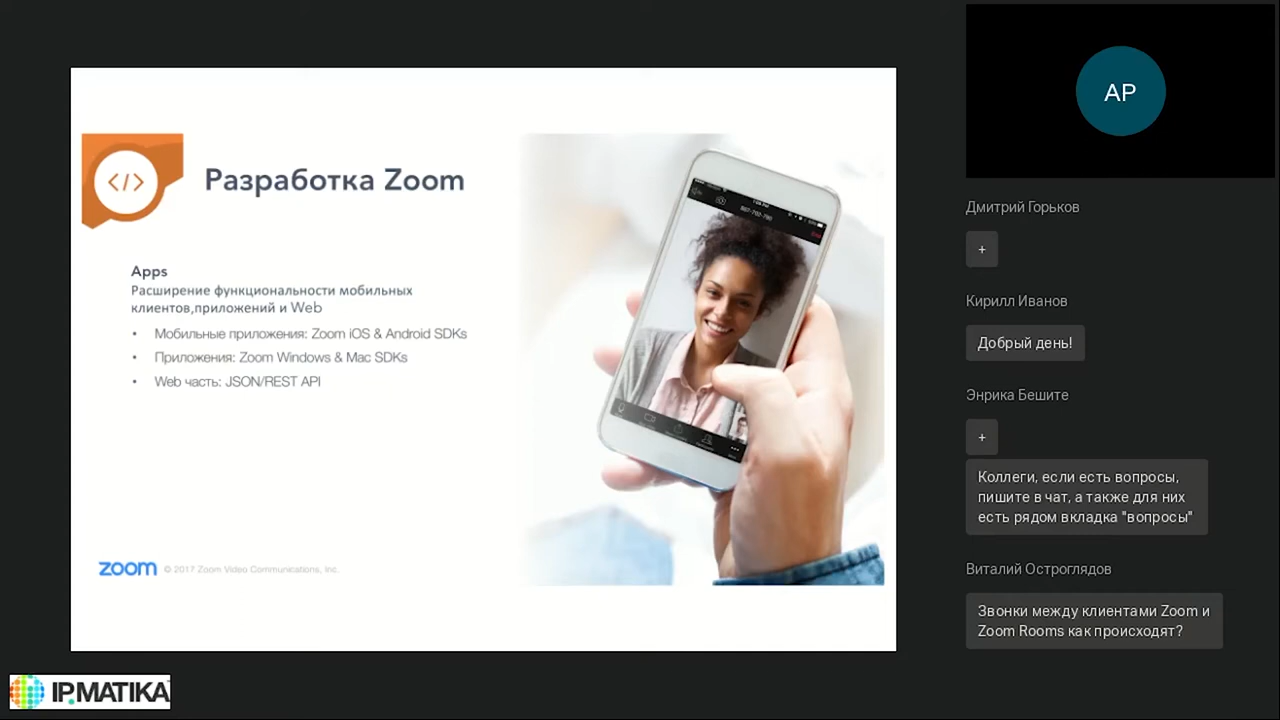 </>
Разработка Zoom
Apps
Расширение функциональности мобильных
клиентов,приложений и Web
• Мобильные приложения: Zoom iOS & Android SDKs
• Приложения: Zoom Windows & Mac SDKs
• Web часть: JSON/REST API
zoom © 2017 Zoom Video Communications, Inc.
IPMATIKA
AP
Дмитрий Горьков
+
Кирилл Иванов
Добрый день!
Энрика Бешите
+
Коллеги, если есть вопросы,
пишите в чат, а также для них
есть рядом вкладка "вопросы"
Виталий Остроглядов
Звонки между клиентами Zoom и
Zoom Rooms как происходят?